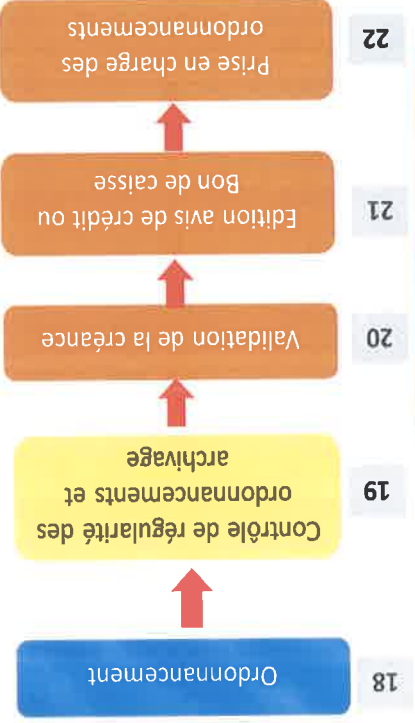 18
Ordonnancement
19
Contrôle de régularité des
ordonnancements et
archivage
20
Validation de la créance
21
Edition avis de crédit ou
Bon de caisse
22
Prise en charge des
ordonnancements